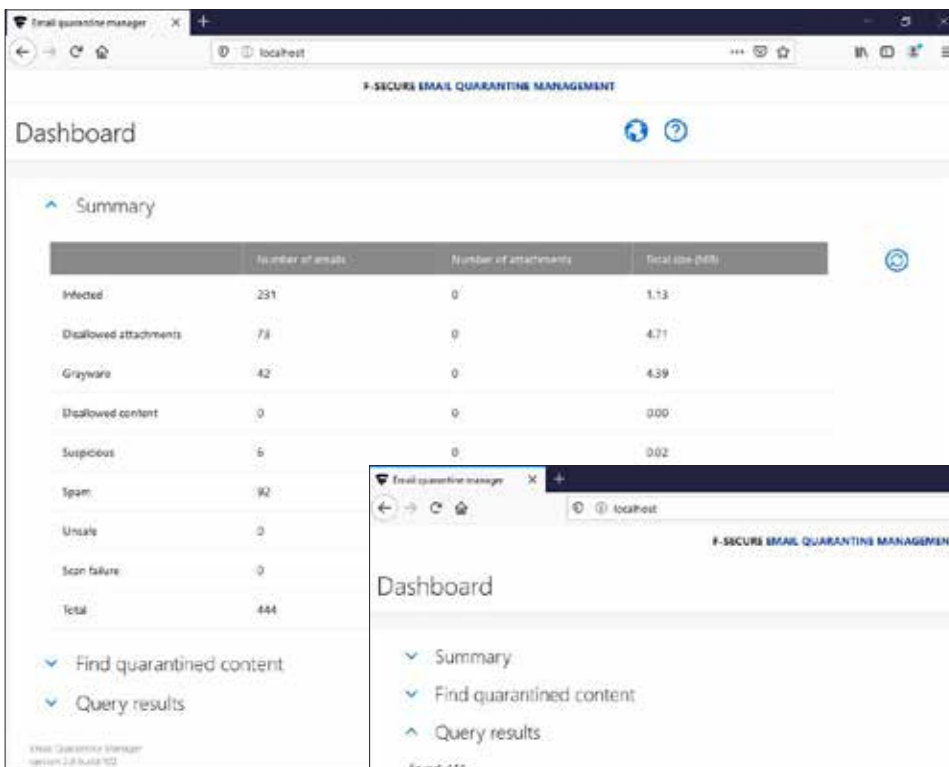 Email quarantine manager
localhost
F-SECURE EMAIL QUARANTINE MANAGEMENT
Dashboard
Summary
Number of emails Number of attachments Total size (MB)
Infected 231 0 1.13
Disallowed attachments 73 0 4.71
Grayware 42 0 4.39
Disallowed content 0 0 0.00
Suspicious 6 0 0.02
Spam 92
Unsafe 0
Scan failure 0
Total 444
Find quarantined content
Query results
Email Quarantine Manager
Email quarantine manager
localhost
F-SECURE EMAIL QUARANTINE MANAGEMEN
Dashboard
Summary
Find quarantined content
Query results